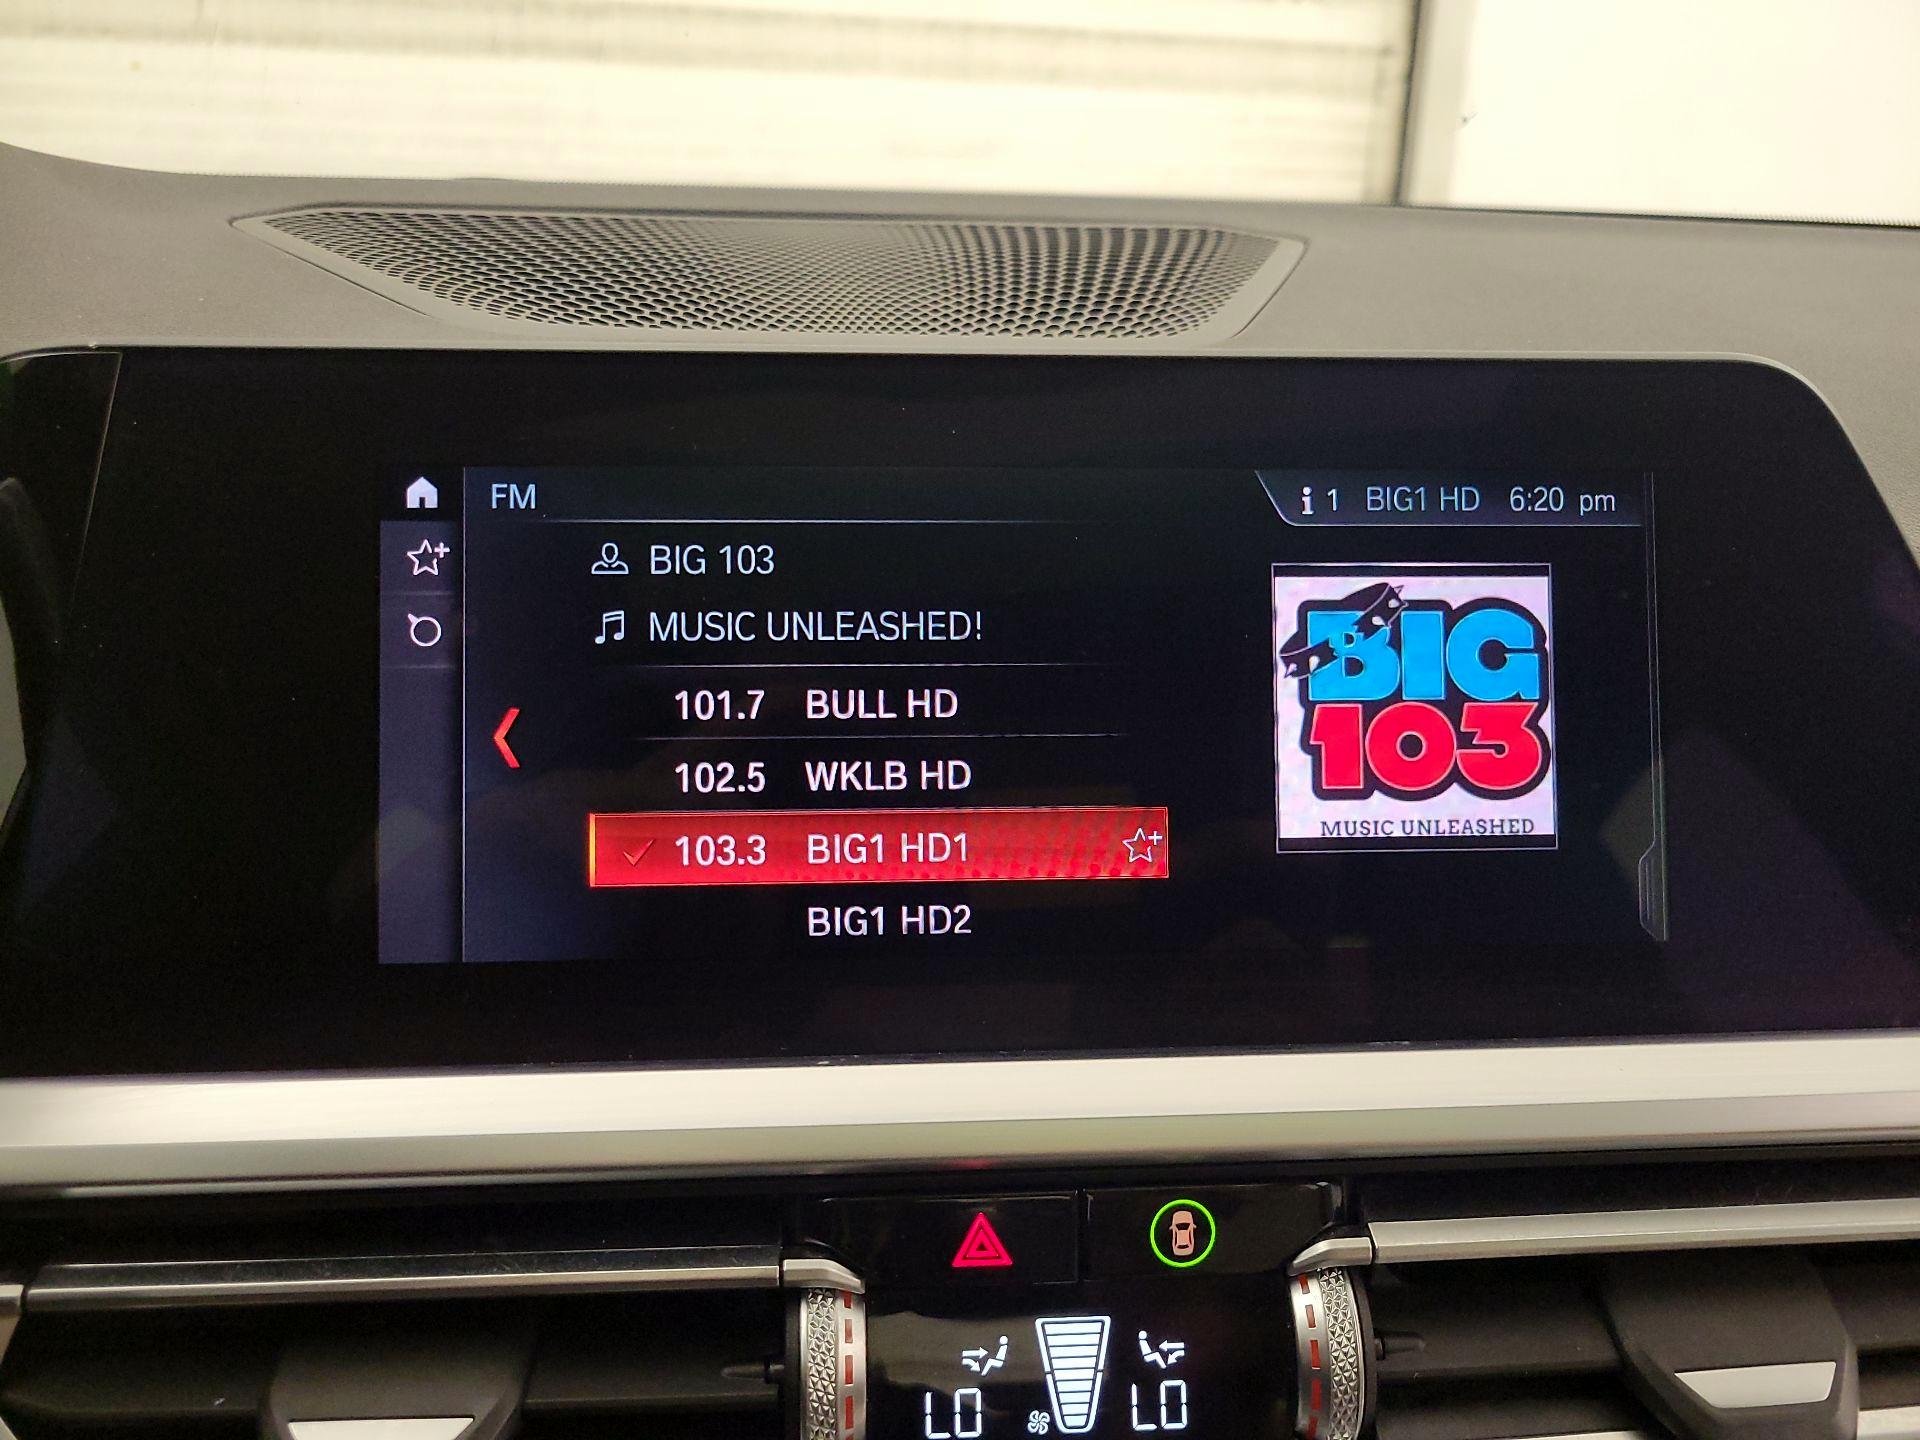 FM
1 BIG1 HD 6:20 pm
BIG 103
MUSIC UNLEASHED!
101.7 BULL HD
102.5 WKLB HD
103.3 BIG1 HD1
BIG1 HD2
BIG
103
MUSIC UNLEASHED
LO LO